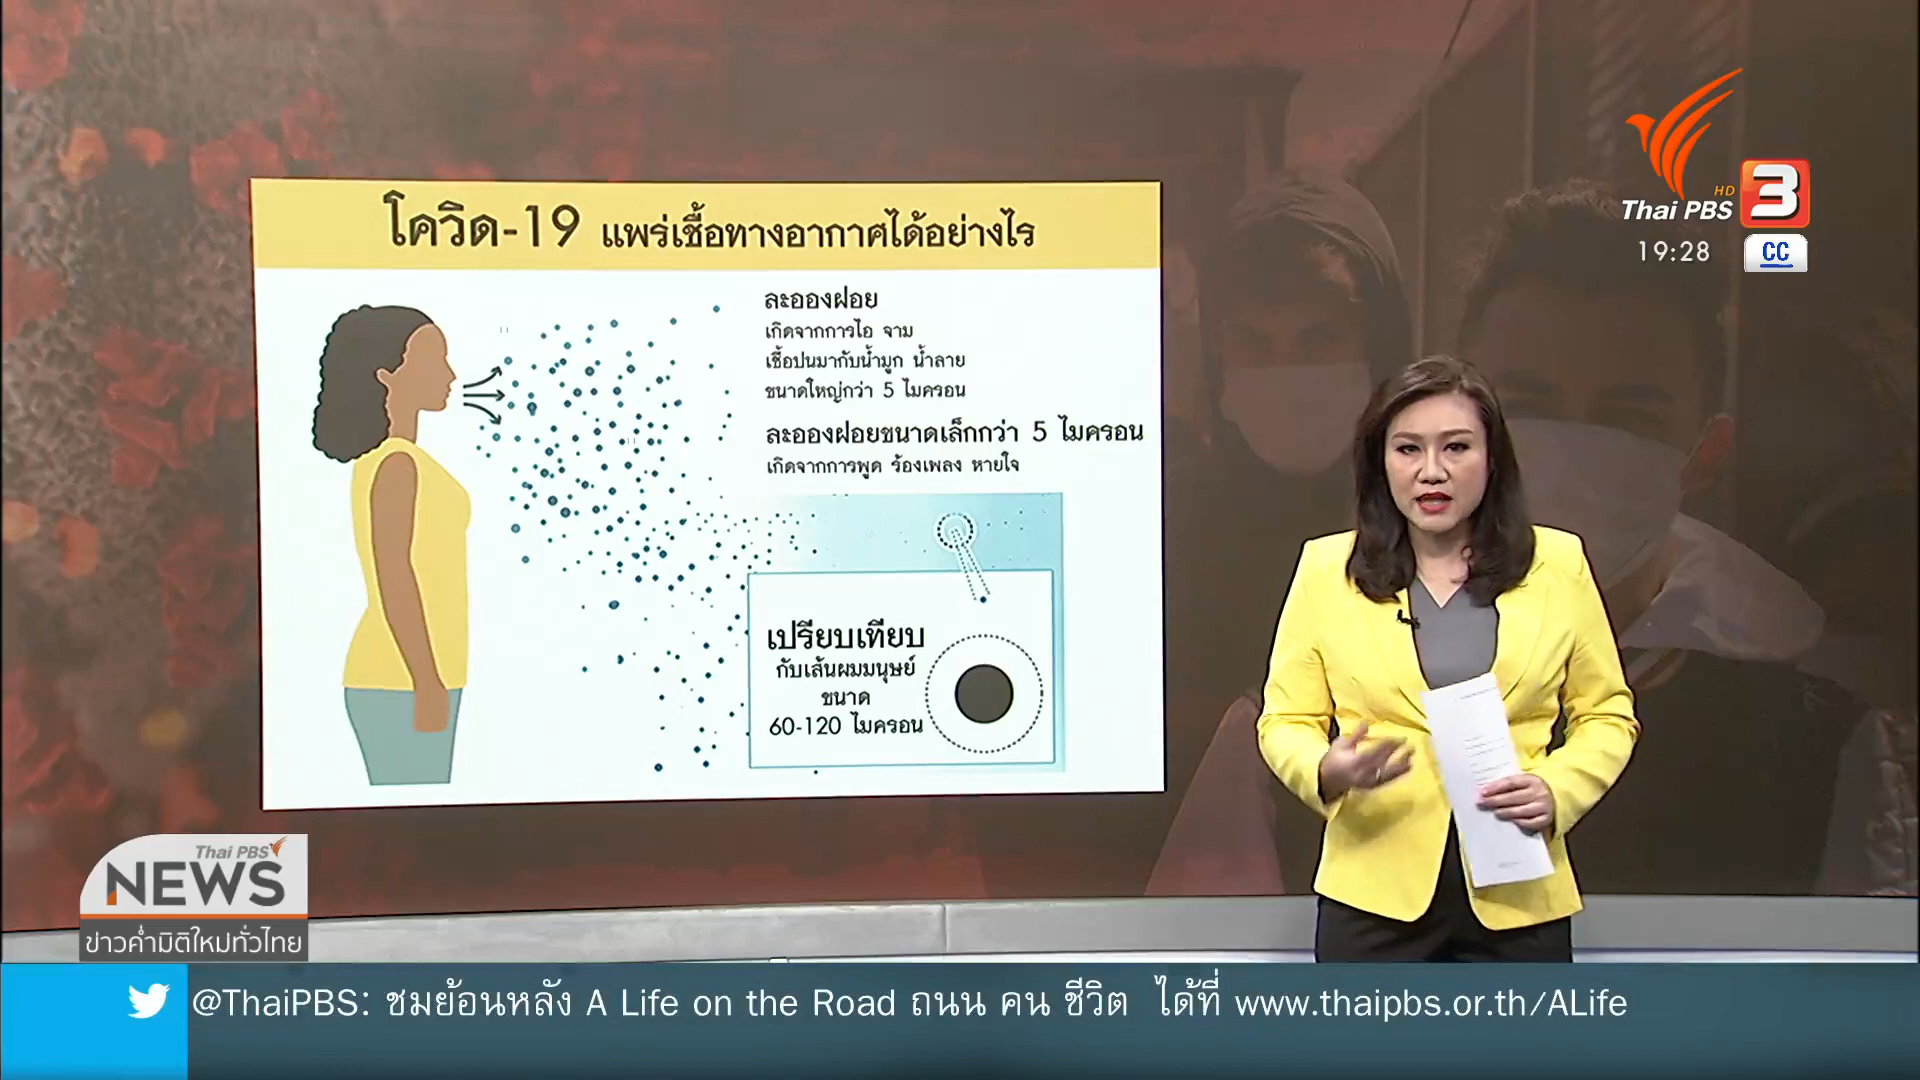 โควิด-19 แพร่เชื้อทางอากาศได้อย่างไร
ละอองฝอย
เกิดจากการไอ จาม
เชื้อปนมากับน้ำมูก น้ำลาย
ขนาดใหญ่กว่า 5 ไมครอน
ละอองฝอยขนาดเล็กกว่า 5 ไมครอน
เกิดจากการพูด ร้องเพลง หายใจ
เปรียบเทียบ
กับเส้นผมมนุษย์
ขนาด
60-120 ไมครอน
HD
Thai PBS 3
19:28 CC
Thai PBS
NEWS
ข่าวค่ำมิติใหม่ทั่วไทย
@ThaiPBS: ชมย้อนหลัง A Life on the Road ถนน คน ชีวิต ได้ที่ www.thaipbs.or.th/ALife